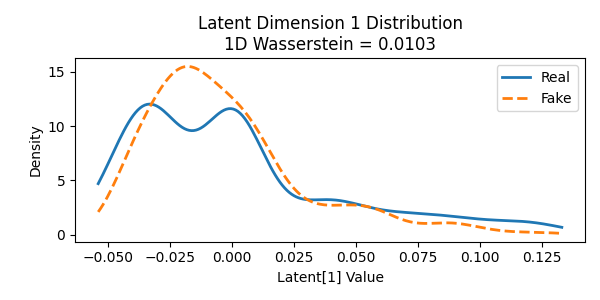 Latent Dimension 1 Distribution
1D Wasserstein = 0.0103
Real
Fake
Density
15
10
5
0
−0.050 −0.025 0.000 0.025 0.050 0.075 0.100 0.125
Latent[1] Value